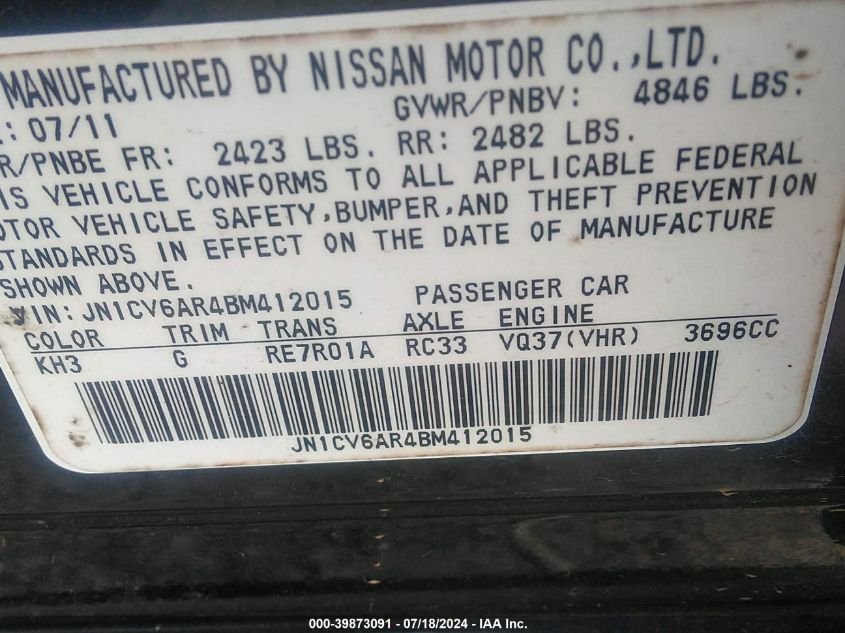 MANUFACTURED BY NISSAN MOTOR CO.,LTD.
: 07/11 GVWR/PNBV: 4846 LBS.
R/PNBE FR: 2423 LBS. RR: 2482 LBS.
IS VEHICLE CONFORMS TO ALL APPLICABLE FEDERAL
OTOR VEHICLE SAFETY,BUMPER,AND THEFT PREVENTION
STANDARDS IN EFFECT ON THE DATE OF MANUFACTURE
SHOWN ABOVE.
VIN: JN1CV6AR4BM412015 PASSENGER CAR
COLOR TRIM TRANS AXLE ENGINE
KH3 G RE7R01A RC33 VQ37(VHR) 3696CC
JN1CV6AR4BM412015
000-39873091 - 07/18/2024 - IAA Inc.